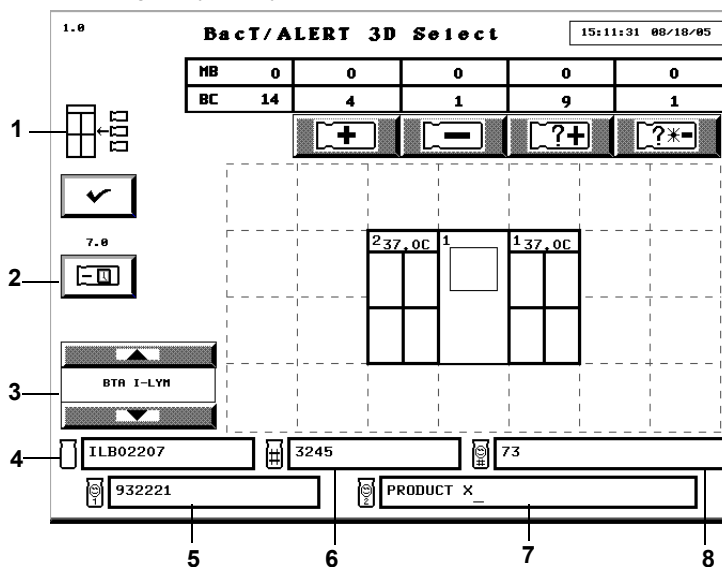 1.0 BacT/ALERT 3D Select 15:11:31 08/18/05
MB 0 0 0 0 0
BC 14 4 1 9 1
1
+ − ?+ ?*-
7.0
2 37.0C 1 1 37.0C
2
3 BTA I-LYM
4 ILB02207 # 3245 # 73
1 932221 2 PRODUCT X_
5 6 7 8